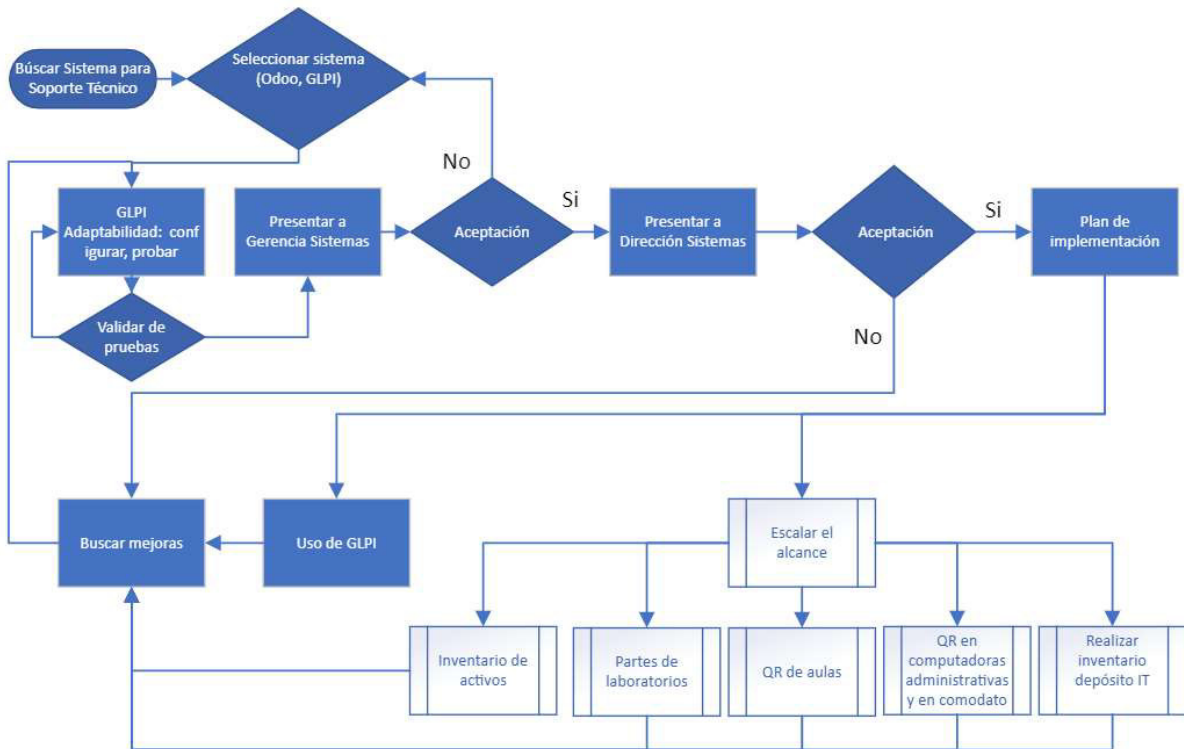 Búscar Sistema para
Soporte Técnico
Seleccionar sistema
(Odoo, GLPI)
No
Si
Si
GLPI
Adaptabilidad: conf
igurar, probar
Presentar a
Gerencia Sistemas
Aceptación
Presentar a
Dirección Sistemas
Aceptación
Plan de
implementación
Validar de
pruebas
No
Buscar mejoras
Uso de GLPI
Escalar el
alcance
Inventario de
activos
Partes de
laboratorios
QR de aulas
QR en
computadoras
administrativas
y en comodato
Realizar
inventario
depósito IT